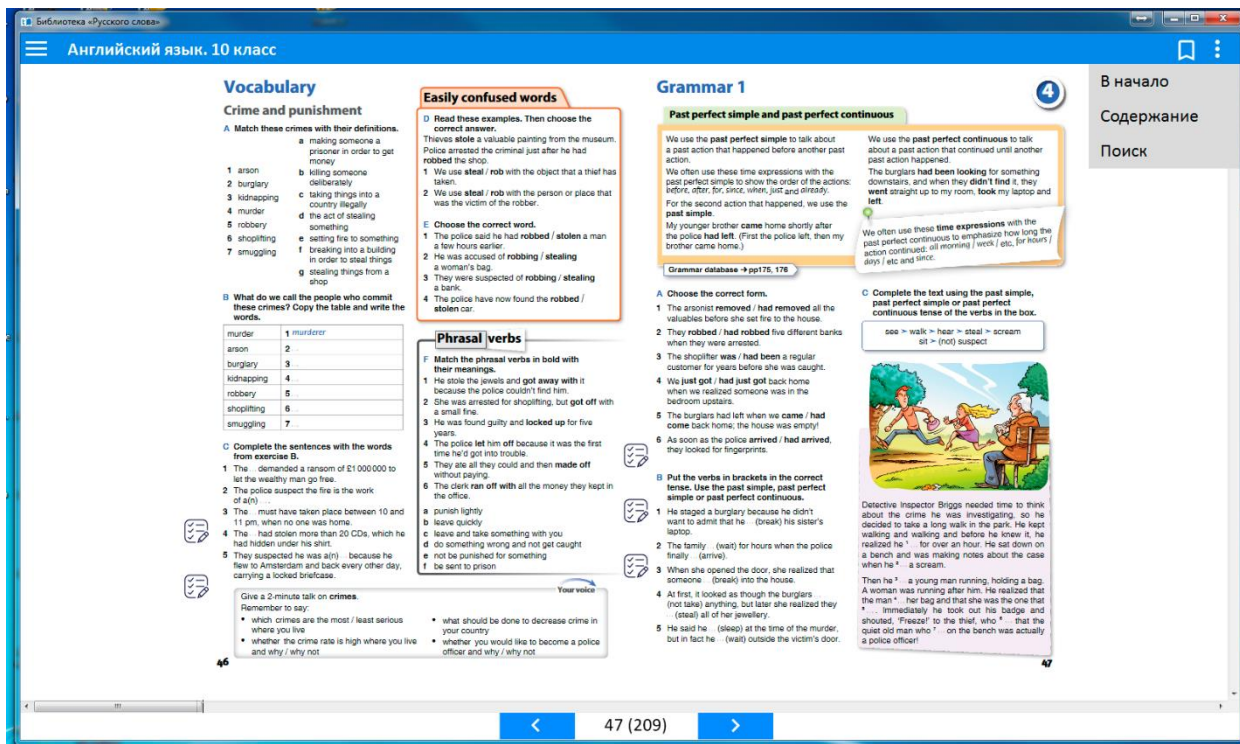 Библиотека «Русского слова»
Английский язык. 10 класс
В начало
Содержание
Поиск
Vocabulary
Crime and punishment
A Match these crimes with their definitions.
1 arson
2 burglary
3 kidnapping
4 murder
5 robbery
6 shoplifting
7 smuggling
a making someone a
prisoner in order to get
money
b killing someone
deliberately
c taking things into a
country illegally
d the act of stealing
something
e setting fire to something
f breaking into a building
in order to steal things
g stealing things from a
shop
B What do we call the people who commit
these crimes? Copy the table and write the
words.
murder 1 murderer
arson 2 ...
burglary 3 ...
kidnapping 4 ...
robbery 5 ...
shoplifting 6 ...
smuggling 7 ...
C Complete the sentences with the words
from exercise B.
1 The ... demanded a ransom of £1 000 000 to
let the wealthy man go free.
2 The police suspect the fire is the work
of a(n) ... .
3 The ... must have taken place between 10 and
11 pm, when no one was home.
4 The ... had stolen more than 20 CDs, which he
had hidden under his shirt.
5 They suspected he was a(n) ... because he
flew to Amsterdam and back every other day,
carrying a locked briefcase.
Easily confused words
D Read these examples. Then choose the
correct answer.
Thieves stole a valuable painting from the museum.
Police arrested the criminal just after he had
robbed the shop.
1 We use steal / rob with the object that a thief has
taken.
2 We use steal / rob with the person or place that
was the victim of the robber.
E Choose the correct word.
1 The police said he had robbed / stolen a man
a few hours earlier.
2 He was accused of robbing / stealing
a woman's bag.
3 They were suspected of robbing / stealing
a bank.
4 The police have now found the robbed /
stolen car.
Phrasal verbs
F Match the phrasal verbs in bold with
their meanings.
1 He stole the jewels and got away with it
because the police couldn't find him.
2 She was arrested for shoplifting, but got off with
a small fine.
3 He was found guilty and locked up for five
years.
4 The police let him off because it was the first
time he'd got into trouble.
5 They ate all they could and then made off
without paying.
6 The clerk ran off with all the money they kept in
the office.
a punish lightly
b leave quickly
c leave and take something with you
d do something wrong and not get caught
e not be punished for something
f be sent to prison
Your voice
Give a 2-minute talk on crimes.
Remember to say:
• which crimes are the most / least serious
where you live
• whether the crime rate is high where you live
and why / why not
• what should be done to decrease crime in
your country
• whether you would like to become a police
officer and why / why not
46
Grammar 1
4
Past perfect simple and past perfect continuous
We use the past perfect simple to talk about
a past action that happened before another past
action.
We often use these time expressions with the
past perfect simple to show the order of the actions:
before, after, for, since, when, just and already.
For the second action that happened, we use the
past simple.
My younger brother came home shortly after
the police had left. (First the police left, then my
brother came home.)
We use the past perfect continuous to talk
about a past action that continued until another
past action happened.
The burglars had been looking for something
downstairs, and when they didn't find it, they
went straight up to my room, took my laptop and
left.
We often use these time expressions with the
past perfect continuous to emphasize how long the
action continued: all morning / week / etc, for hours /
days / etc and since.
Grammar database → pp175, 176
A Choose the correct form.
1 The arsonist removed / had removed all the
valuables before she set fire to the house.
2 They robbed / had robbed five different banks
when they were arrested.
3 The shoplifter was / had been a regular
customer for years before she was caught.
4 We just got / had just got back home
when we realized someone was in the
bedroom upstairs.
5 The burglars had left when we came / had
come back home; the house was empty!
6 As soon as the police arrived / had arrived,
they looked for fingerprints.
B Put the verbs in brackets in the correct
tense. Use the past simple, past perfect
simple or past perfect continuous.
1 He staged a burglary because he didn't
want to admit that he ... (break) his sister's
laptop.
2 The family ... (wait) for hours when the police
finally ... (arrive).
3 When she opened the door, she realized that
someone ... (break) into the house.
4 At first, it looked as though the burglars ...
(not take) anything, but later she realized they
... (steal) all of her jewellery.
5 He said he ... (sleep) at the time of the murder,
but in fact he ... (wait) outside the victim's door.
C Complete the text using the past simple,
past perfect simple or past perfect
continuous tense of the verbs in the box.
see ➤ walk ➤ hear ➤ steal ➤ scream
sit ➤ (not) suspect
Detective Inspector Briggs needed time to think
about the crime he was investigating, so he
decided to take a long walk in the park. He kept
walking and walking and before he knew it, he
realized he 1 ... for over an hour. He sat down on
a bench and was making notes about the case
when he 2 ... a scream.
Then he 3 ... a young man running, holding a bag.
A woman was running after him. He realized that
the man 4 ... her bag and that she was the one that
5 ... . Immediately he took out his badge and
shouted, 'Freeze!' to the thief, who 6 ... that the
quiet old man who 7 ... on the bench was actually
a police officer!
47
47 (209)